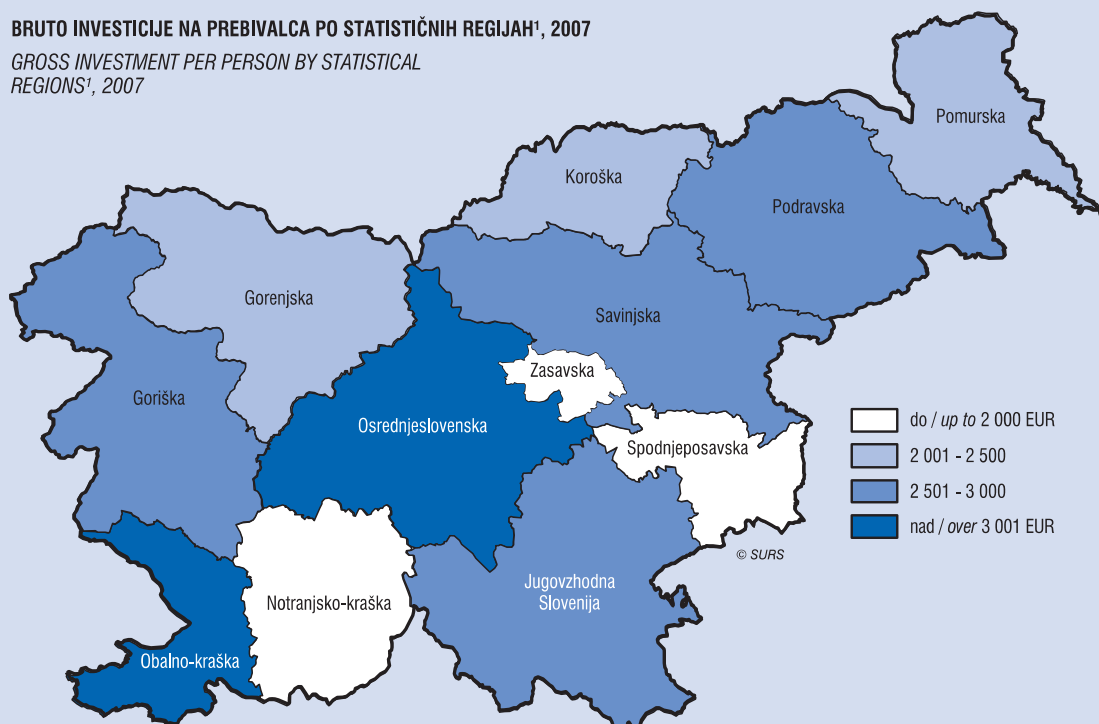 BRUTO INVESTICIJE NA PREBIVALCA PO STATISTIČNIH REGIJAH¹, 2007
GROSS INVESTMENT PER PERSON BY STATISTICAL
REGIONS¹, 2007
Pomurska
Koroška
Podravska
Gorenjska
Savinjska
Zasavska
Goriška
Osrednjeslovenska
Spodnjeposavska
do / up to 2 000 EUR
2 001 - 2 500
2 501 - 3 000
nad / over 3 001 EUR
© SURS
Jugovzhodna
Slovenija
Notranjsko-kraška
Obalno-kraška